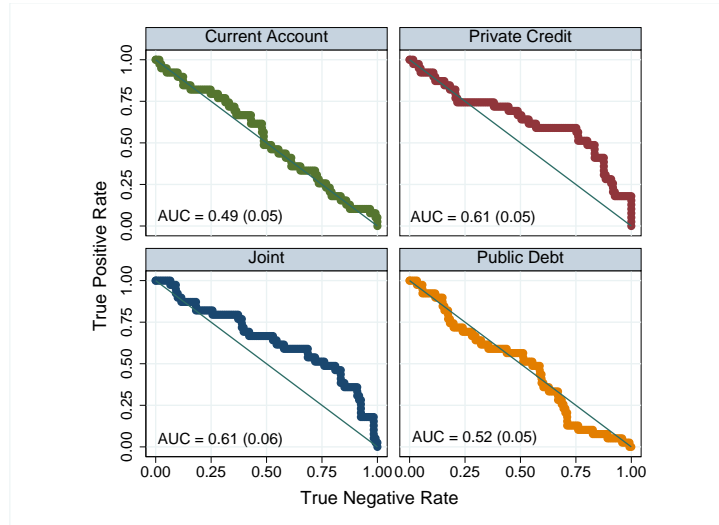 Current Account
Private Credit
1.00
0.75
0.50
0.25
0.00
AUC = 0.49 (0.05)
AUC = 0.61 (0.05)
Joint
Public Debt
1.00
0.75
0.50
0.25
0.00
AUC = 0.61 (0.06)
AUC = 0.52 (0.05)
0.00 0.25 0.50 0.75 1.00
0.00 0.25 0.50 0.75 1.00
True Positive Rate
True Negative Rate